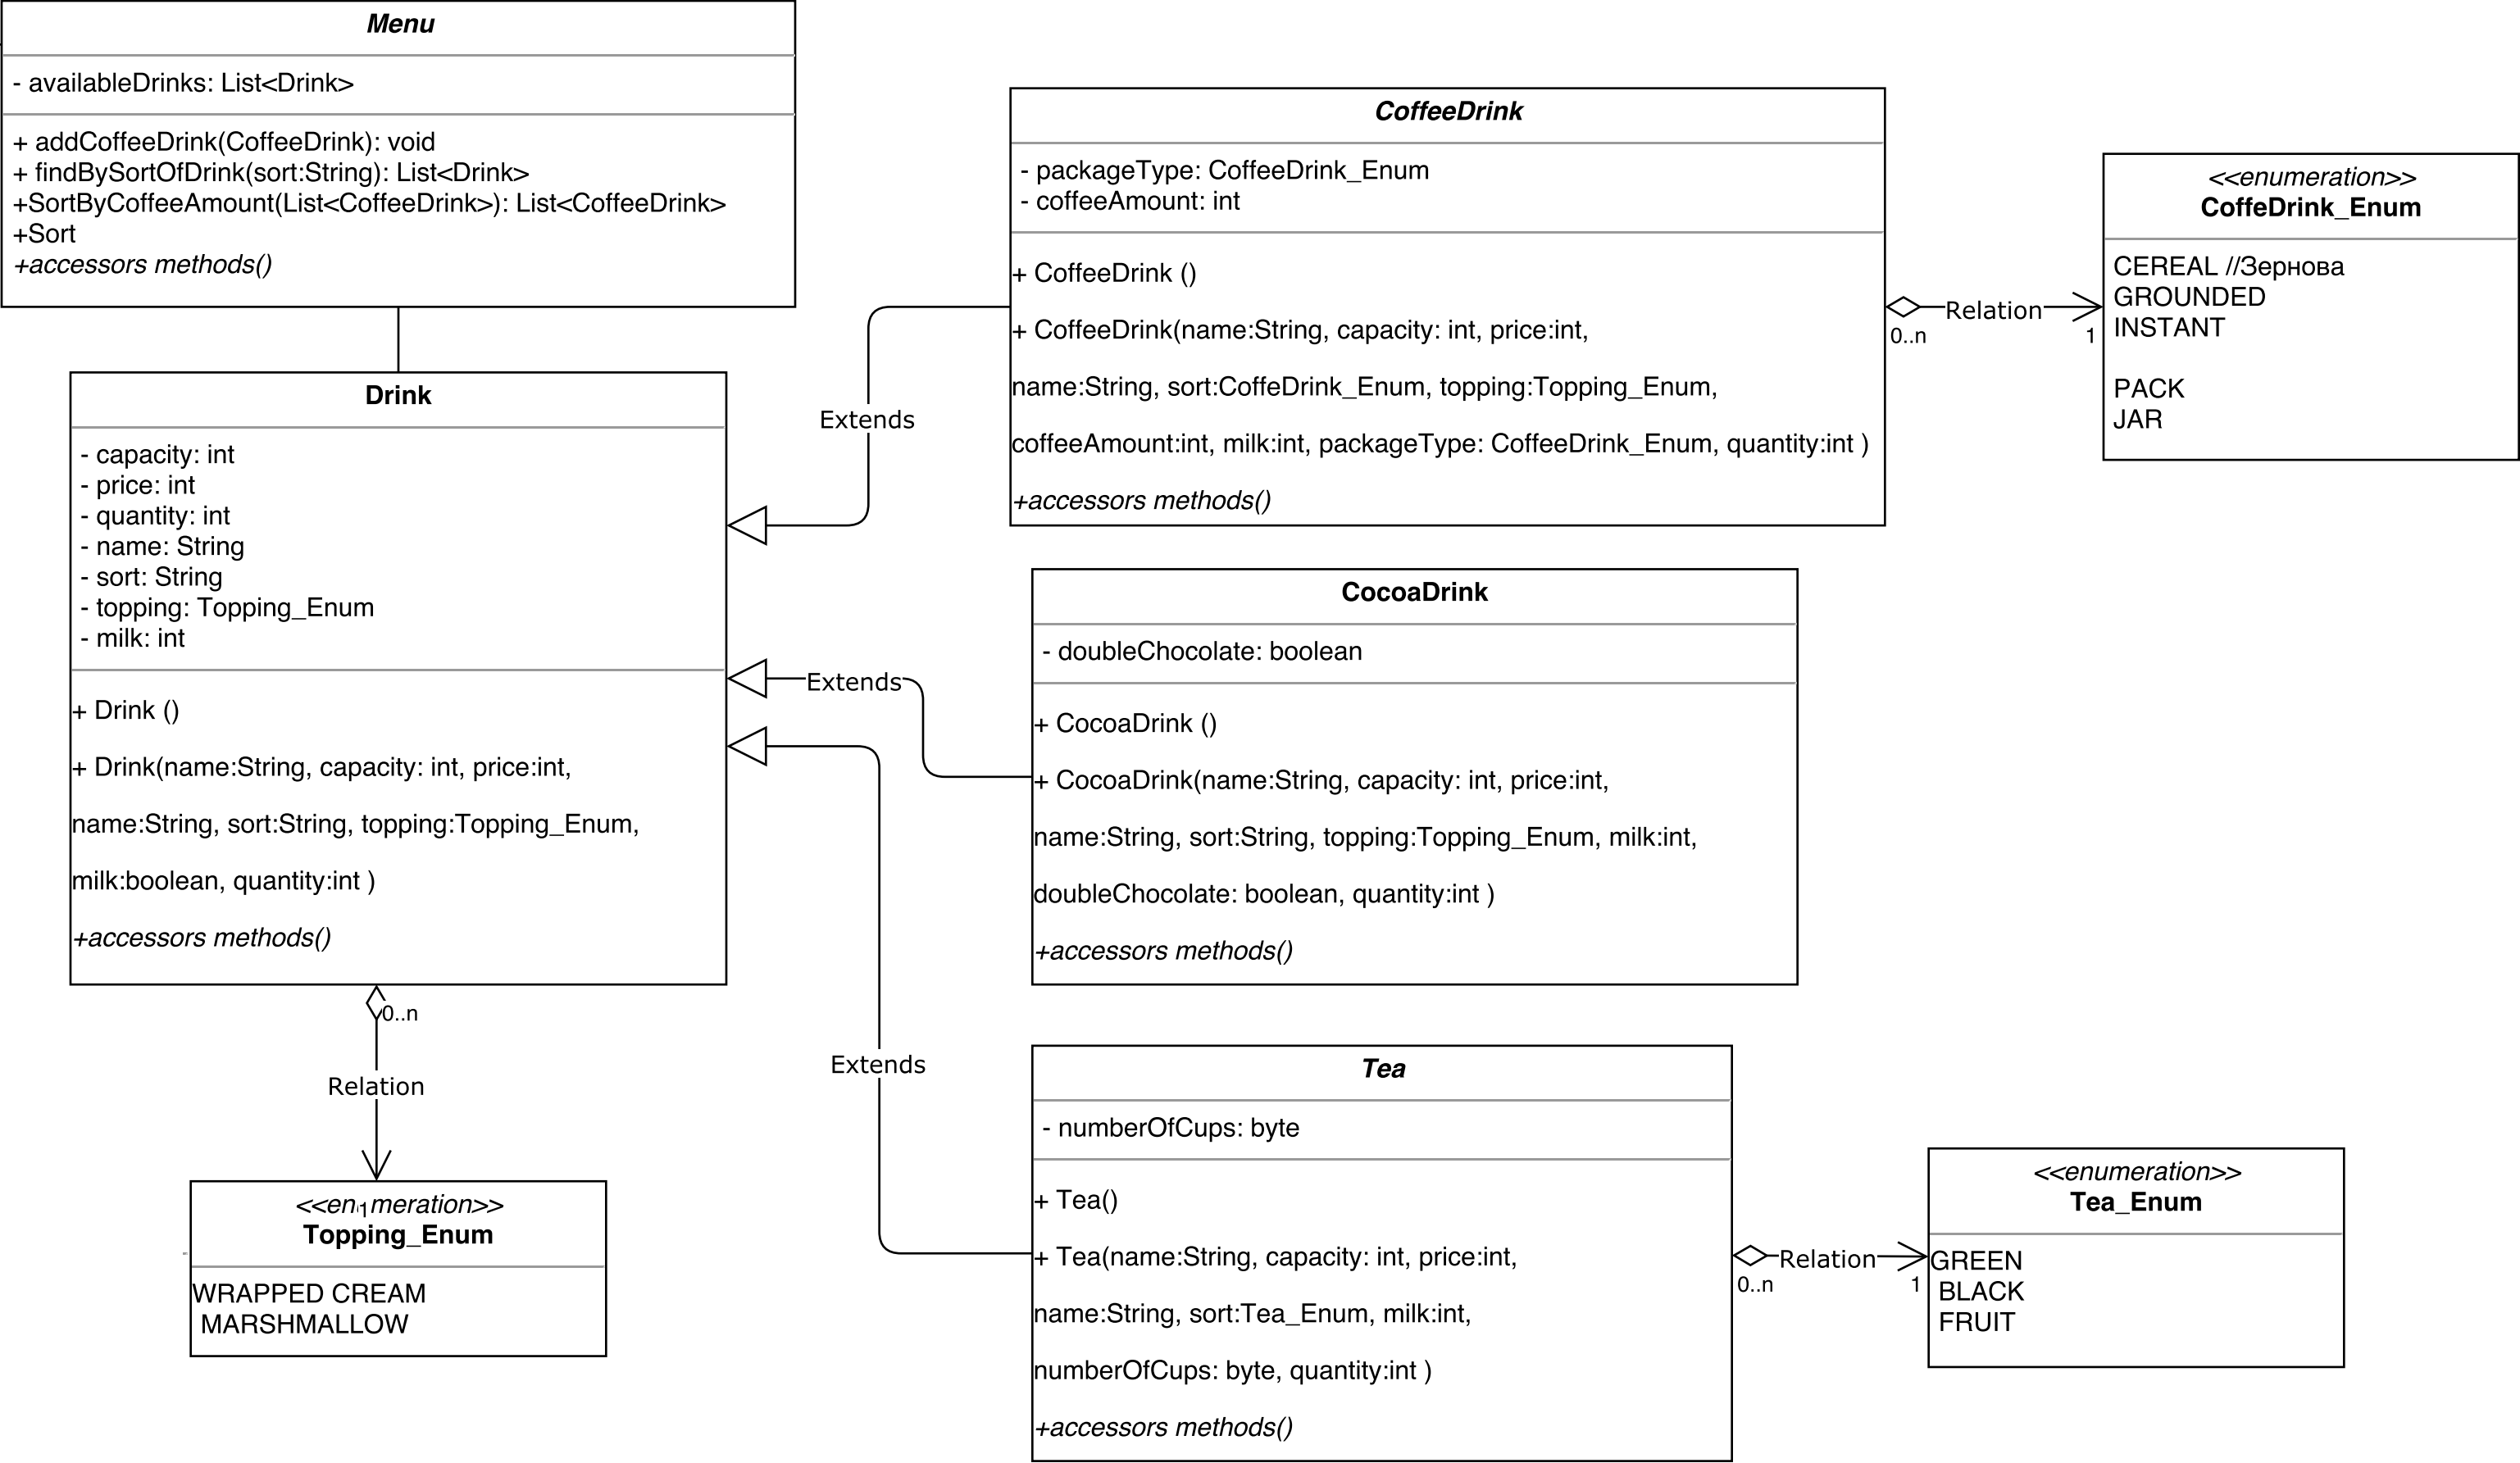 Menu
- availableDrinks: List<Drink>
+ addCoffeeDrink(CoffeeDrink): void
+ findBySortOfDrink(sort:String): List<Drink>
+SortByCoffeeAmount(List<CoffeeDrink>): List<CoffeeDrink>
+Sort
+accessors methods()
Drink
- capacity: int
- price: int
- quantity: int
- name: String
- sort: String
- topping: Topping_Enum
- milk: int
+ Drink ()
+ Drink(name:String, capacity: int, price:int,
name:String, sort:String, topping:Topping_Enum,
milk:boolean, quantity:int )
+accessors methods()
0..n
Relation
1
<<en meration>>
Topping_Enum
WRAPPED CREAM
MARSHMALLOW
Extends
Extends
Extends
CoffeeDrink
- packageType: CoffeeDrink_Enum
- coffeeAmount: int
+ CoffeeDrink ()
+ CoffeeDrink(name:String, capacity: int, price:int,
name:String, sort:CoffeDrink_Enum, topping:Topping_Enum,
coffeeAmount:int, milk:int, packageType: CoffeeDrink_Enum, quantity:int )
+accessors methods()
0..n
Relation
1
<<enumeration>>
CoffeDrink_Enum
CEREAL //Зернова
GROUNDED
INSTANT
PACK
JAR
CocoaDrink
- doubleChocolate: boolean
+ CocoaDrink ()
+ CocoaDrink(name:String, capacity: int, price:int,
name:String, sort:String, topping:Topping_Enum, milk:int,
doubleChocolate: boolean, quantity:int )
+accessors methods()
Tea
- numberOfCups: byte
+ Tea()
+ Tea(name:String, capacity: int, price:int,
name:String, sort:Tea_Enum, milk:int,
numberOfCups: byte, quantity:int )
+accessors methods()
0..n
Relation
1
<<enumeration>>
Tea_Enum
GREEN
BLACK
FRUIT